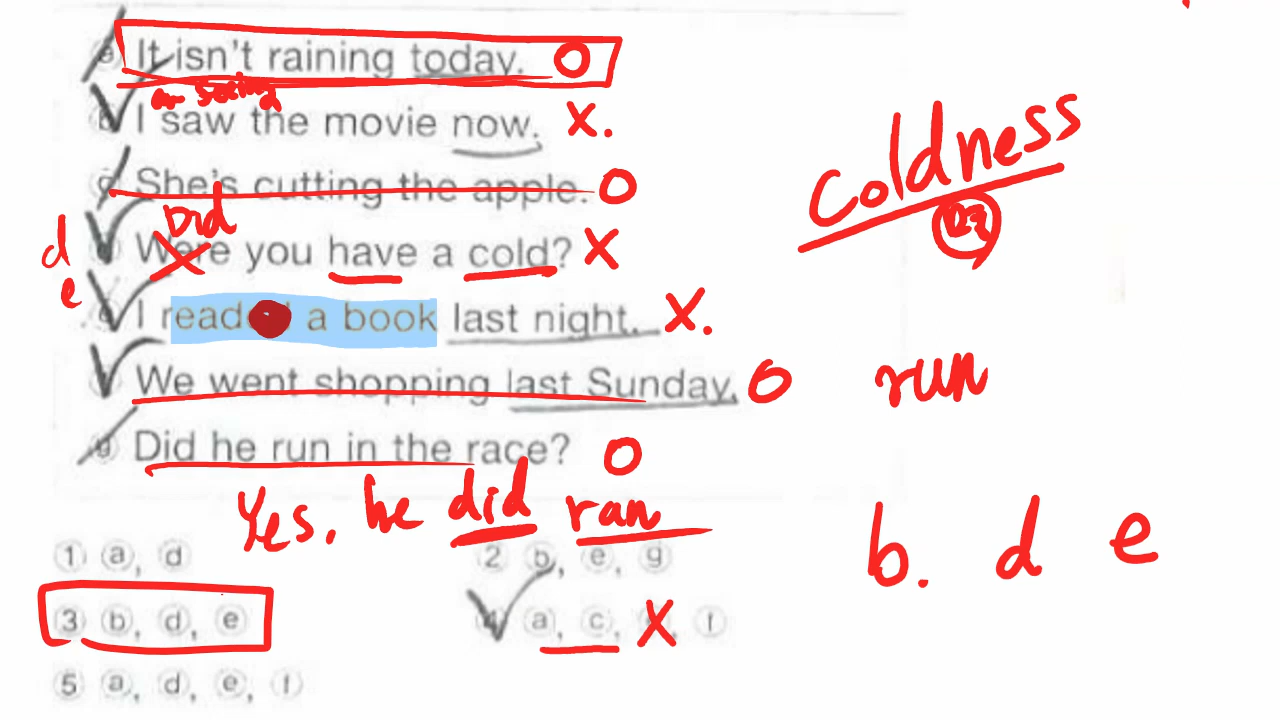 ⓐ It isn't raining today. O
am seeing
I saw the movie now. X.
She's cutting the apple. O
Did
d Were you have a cold? X
e I readed a book last night. X.
We went shopping last Sunday. O
ⓖ Did he run in the race? O
Yes, he did ran
coldness
run
b. d e
1 ⓐ, ⓓ
2 ⓑ, ⓔ, ⓖ
3 ⓑ, ⓓ, ⓔ
4 ⓐ, ⓒ, X, ⓕ
5 ⓐ, ⓓ, ⓔ, ⓕ